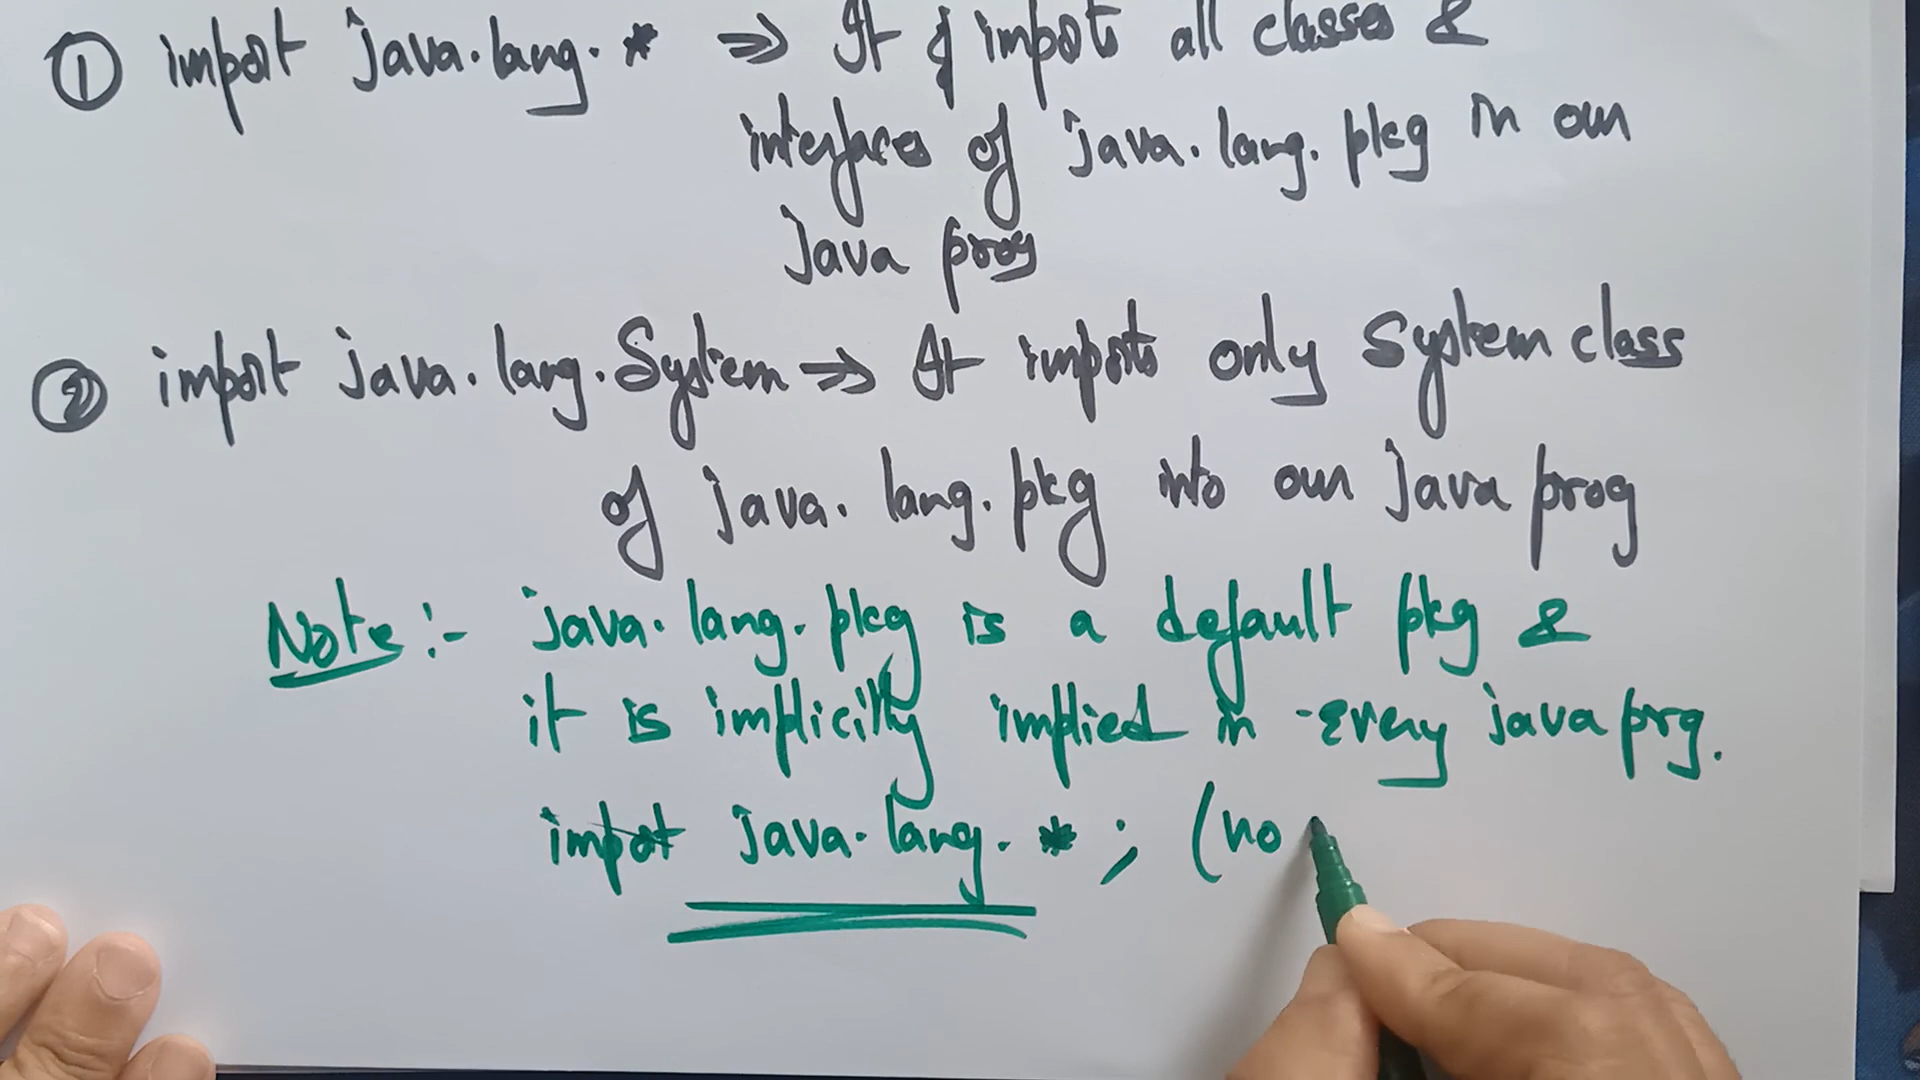 ① import java.lang.* ⇒ It imports all classes &
interfaces of java.lang. pkg in our
Java prog
② import java.lang.System ⇒ It imports only System class
of java.lang.pkg into our Java prog
Note:- java.lang.pkg is a default pkg &
it is implicitly implied in every java prg.
import java.lang.*; (no